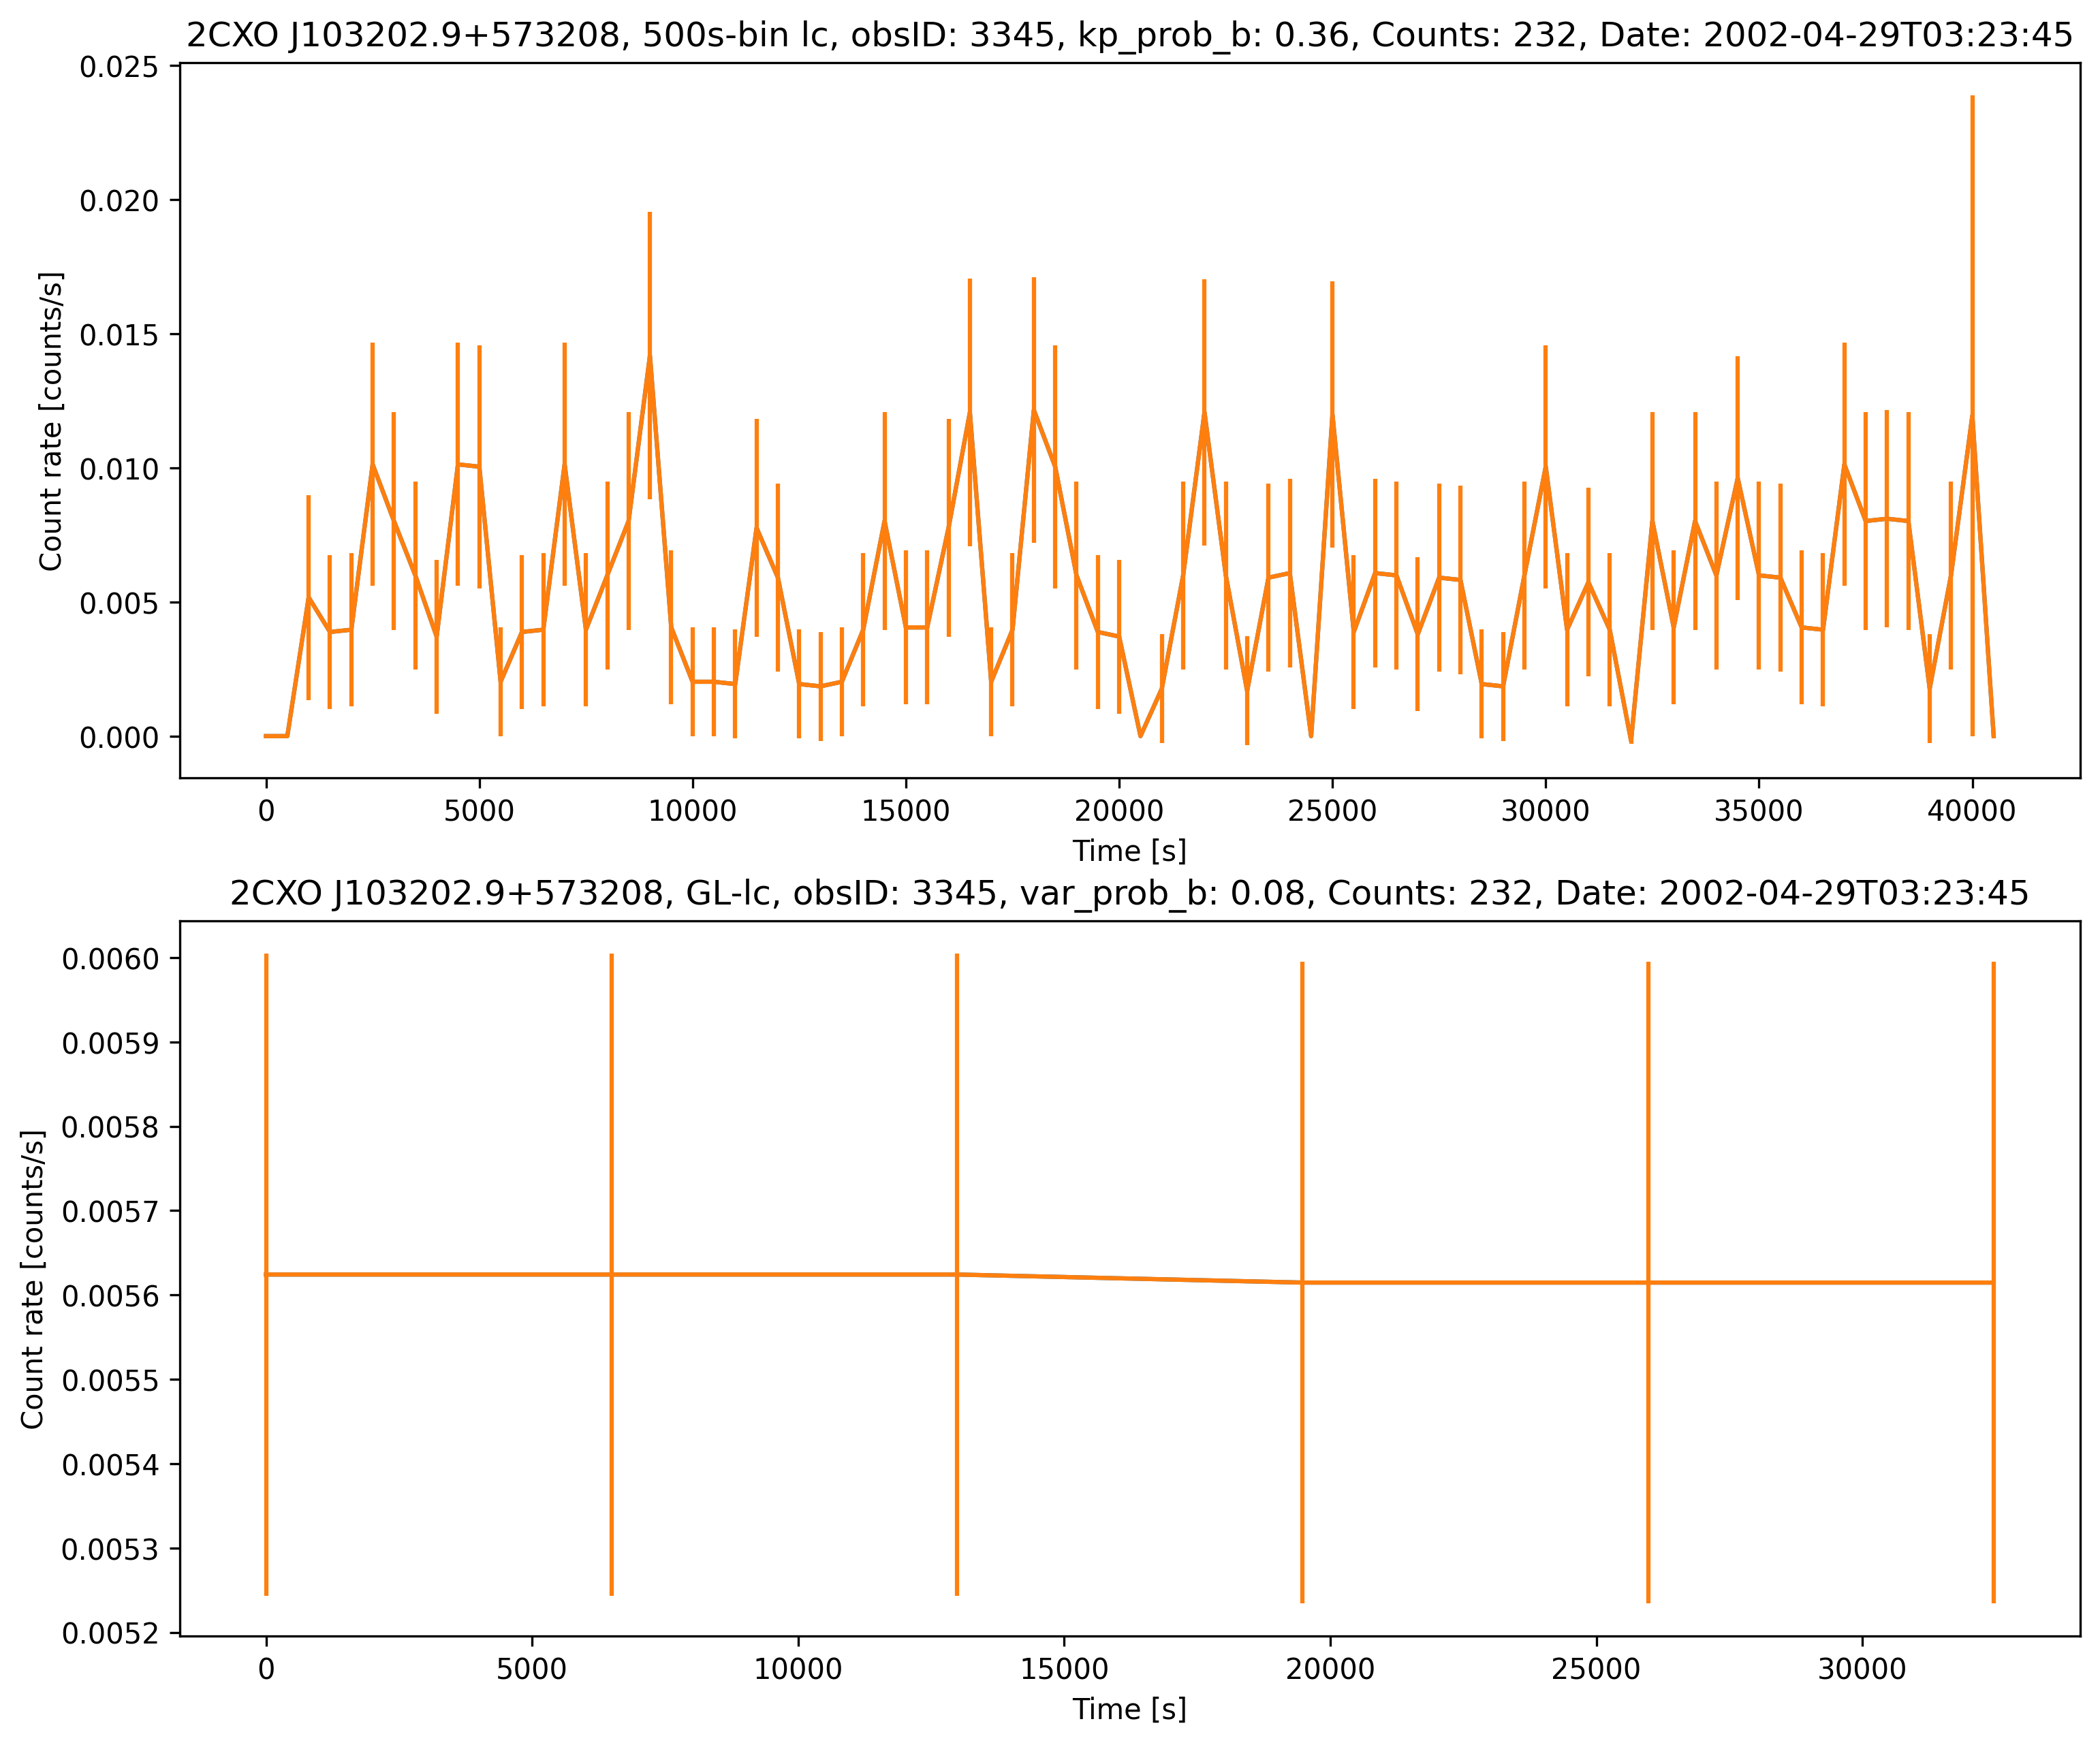 2CXO J103202.9+573208, 500s-bin lc, obsID: 3345, kp_prob_b: 0.36, Counts: 232, Date: 2002-04-29T03:23:45
0.025
0.020
0.015
0.010
0.005
0.000
Count rate [counts/s]
0 5000 10000 15000 20000 25000 30000 35000 40000
Time [s]
2CXO J103202.9+573208, GL-lc, obsID: 3345, var_prob_b: 0.08, Counts: 232, Date: 2002-04-29T03:23:45
0.0060
0.0059
0.0058
0.0057
0.0056
0.0055
0.0054
0.0053
0.0052
Count rate [counts/s]
0 5000 10000 15000 20000 25000 30000
Time [s]